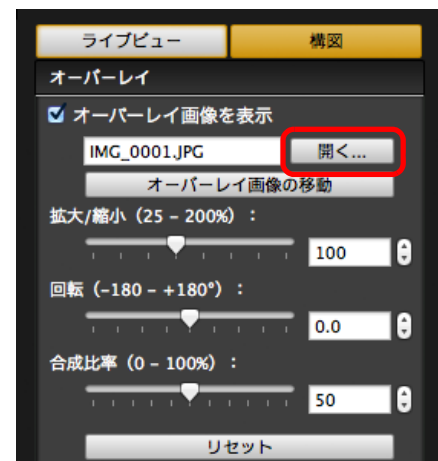 ライブビュー 構図
オーバーレイ
オーバーレイ画像を表示
IMG_0001.JPG 開く...
オーバーレイ画像の移動
拡大/縮小（25 – 200%）：
100
回転（-180 – +180°）：
0.0
合成比率（0 – 100%）：
50
リセット